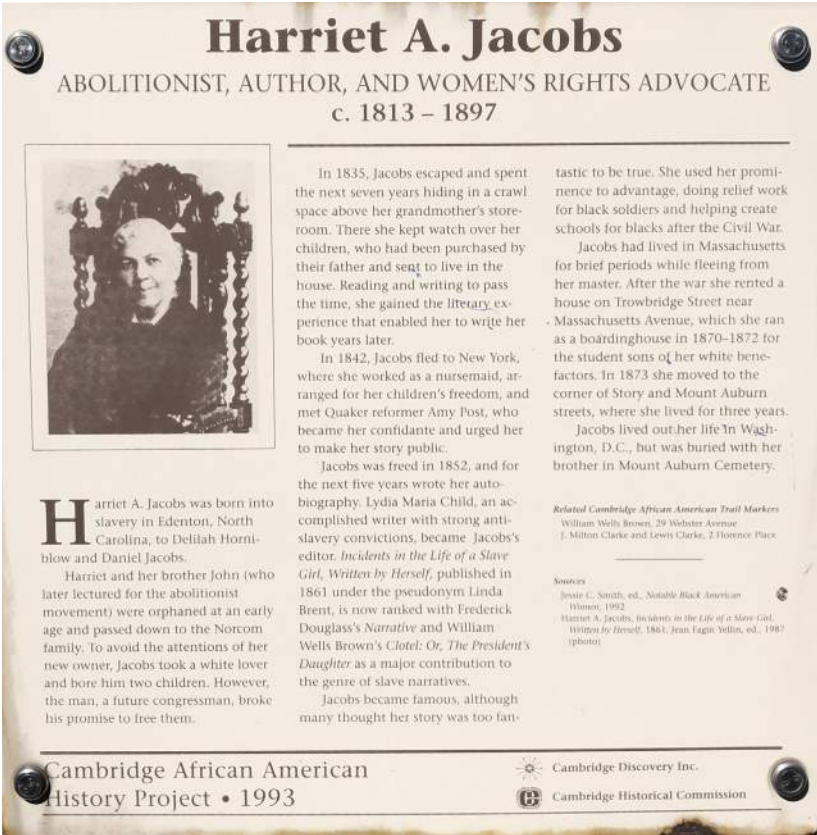 Harriet A. Jacobs
ABOLITIONIST, AUTHOR, AND WOMEN'S RIGHTS ADVOCATE
c. 1813 – 1897
Harriet A. Jacobs was born into
slavery in Edenton, North
Carolina, to Delilah Horni-
blow and Daniel Jacobs.
Harriet and her brother John (who
later lectured for the abolitionist
movement) were orphaned at an early
age and passed down to the Norcom
family. To avoid the attentions of her
new owner, Jacobs took a white lover
and bore him two children. However,
the man, a future congressman, broke
his promise to free them.
In 1835, Jacobs escaped and spent
the next seven years hiding in a crawl
space above her grandmother's store-
room. There she kept watch over her
children, who had been purchased by
their father and sent to live in the
house. Reading and writing to pass
the time, she gained the literary ex-
perience that enabled her to write her
book years later.
In 1842, Jacobs fled to New York,
where she worked as a nursemaid, ar-
ranged for her children's freedom, and
met Quaker reformer Amy Post, who
became her confidante and urged her
to make her story public.
Jacobs was freed in 1852, and for
the next five years wrote her auto-
biography. Lydia Maria Child, an ac-
complished writer with strong anti-
slavery convictions, became Jacobs's
editor. Incidents in the Life of a Slave
Girl, Written by Herself, published in
1861 under the pseudonym Linda
Brent, is now ranked with Frederick
Douglass's Narrative and William
Wells Brown's Clotel: Or, The President's
Daughter as a major contribution to
the genre of slave narratives.
Jacobs became famous, although
many thought her story was too fan-
tastic to be true. She used her promi-
nence to advantage, doing relief work
for black soldiers and helping create
schools for blacks after the Civil War.
Jacobs had lived in Massachusetts
for brief periods while fleeing from
her master. After the war she rented a
house on Trowbridge Street near
Massachusetts Avenue, which she ran
as a boardinghouse in 1870–1872 for
the student sons of her white bene-
factors. In 1873 she moved to the
corner of Story and Mount Auburn
streets, where she lived for three years.
Jacobs lived out her life in Wash-
ington, D.C., but was buried with her
brother in Mount Auburn Cemetery.
Related Cambridge African American Trail Markers
William Wells Brown, 29 Webster Avenue
J. Milton Clarke and Lewis Clarke, 2 Florence Place
Sources
Jessie C. Smith, ed., Notable Black American
Women, 1992
Harriet A. Jacobs, Incidents in the Life of a Slave Girl,
Written by Herself, 1861, Jean Fagin Yellin, ed., 1987
(photo)
Cambridge African American
History Project • 1993
Cambridge Discovery Inc.
Cambridge Historical Commission